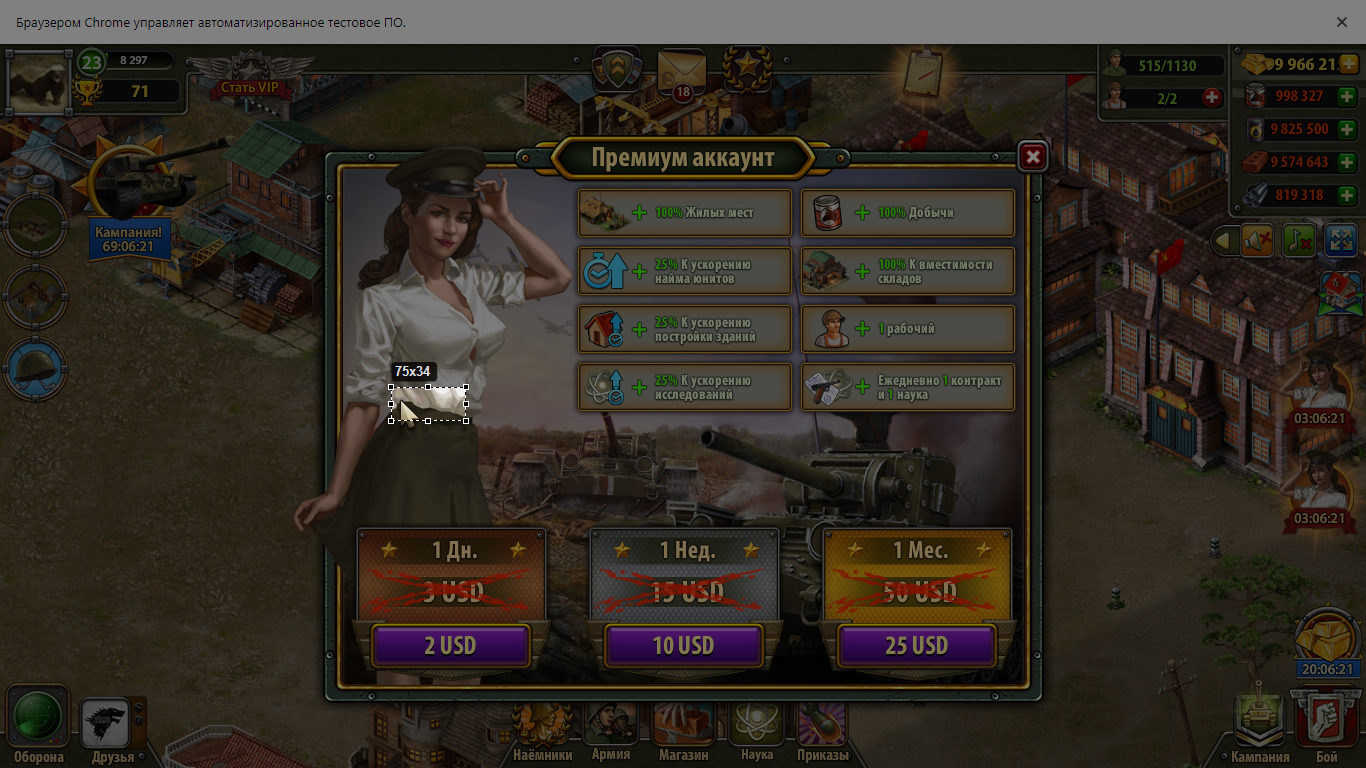 Браузером Chrome управляет автоматизированное тестовое ПО.
23
8 297
71
Стать VIP
18
515/1130
2/2
99 966 21
998 327
9 825 500
9 574 643
819 318
Кампания!
69:06:21
Премиум аккаунт
+ 100% Жилых мест
+ 100% Добычи
+ 25% К ускорению
найма юнитов
+ 100% К вместимости
складов
+ 25% К ускорению
постройки зданий
+ 1 рабочий
+ 25% К ускорению
исследований
+ Ежедневно 1 контракт
и 1 наука
75x34
03:06:21
03:06:21
1 Дн.
3 USD
2 USD
1 Нед.
15 USD
10 USD
1 Мес.
50 USD
25 USD
20:06:21
Оборона
Друзья
Наёмники
Армия
Магазин
Наука
Приказы
Кампания
Бой